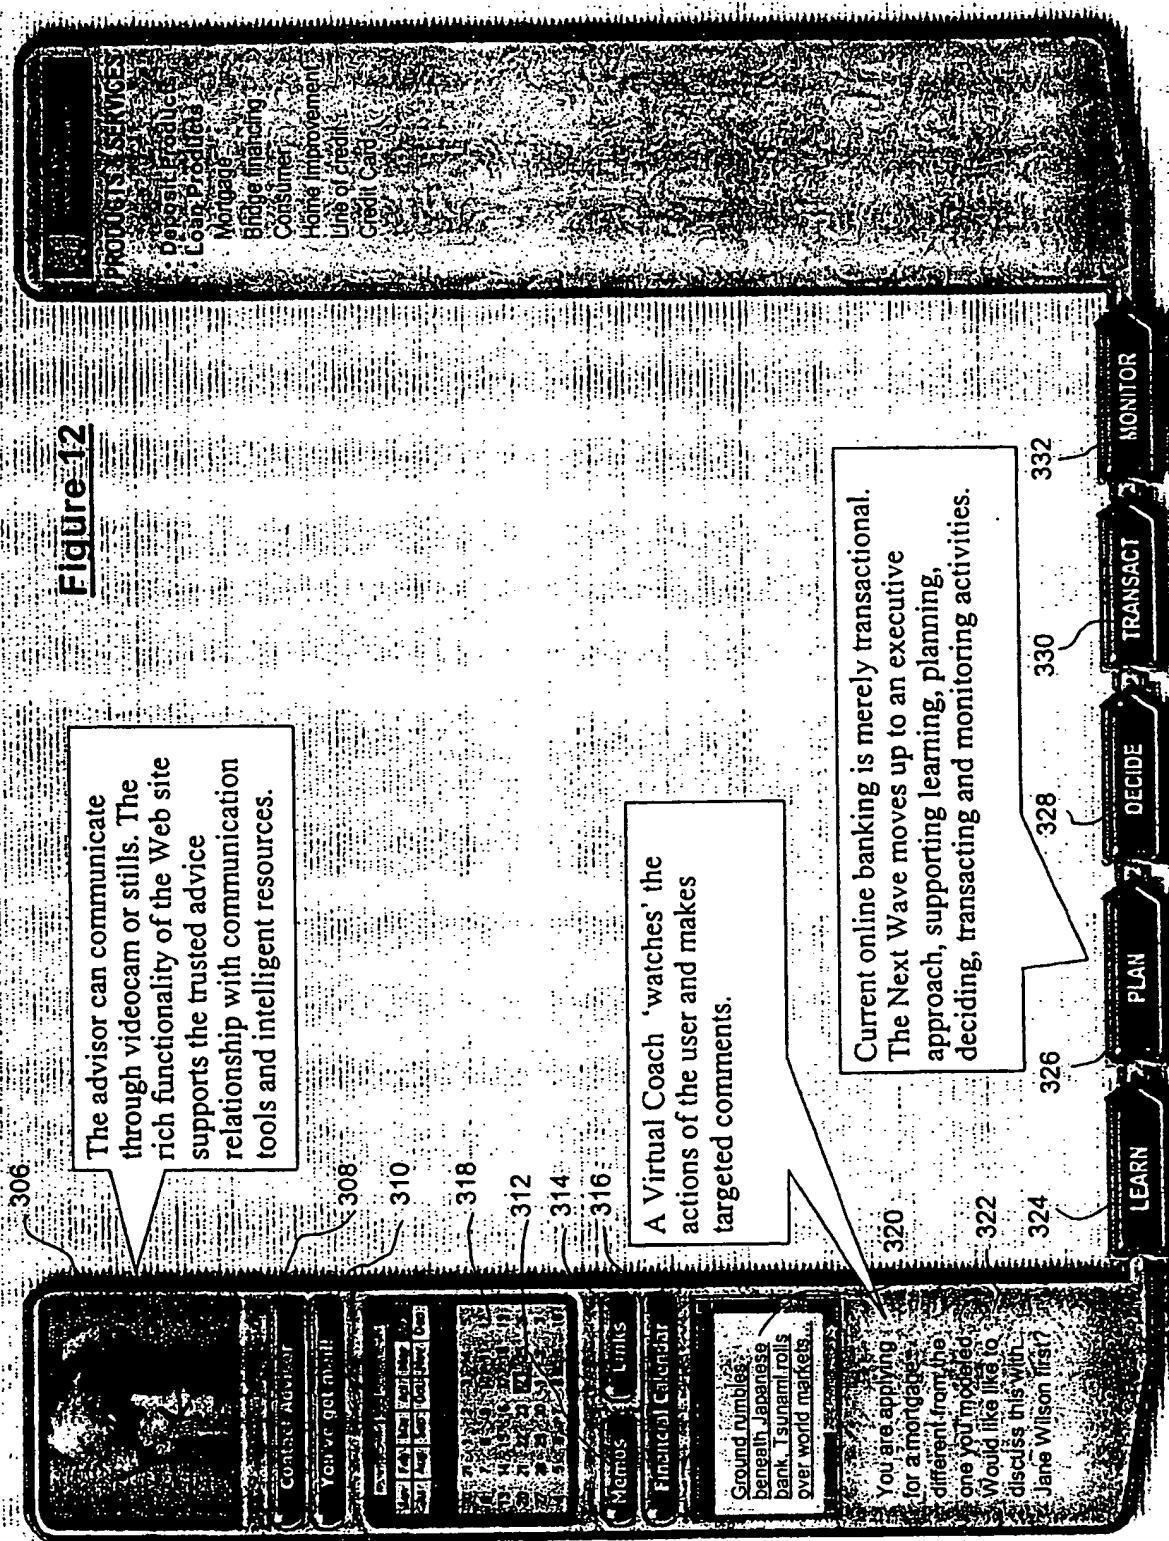 Figure 12
306
The advisor can communicate
through videocam or stills. The
rich functionality of the Web site
supports the trusted advice
relationship with communication
tools and intelligent resources.
308
310
318
312
314
316
A Virtual Coach ‘watches’ the
actions of the user and makes
targeted comments.
320
322
324
Current online banking is merely transactional.
The Next Wave moves up to an executive
approach, supporting learning, planning,
deciding, transacting and monitoring activities.
326
328
330
332
Contact Advisor
You've got mail!
Memos
Links
Financial Calendar
Ground rumbles
beneath Japanese
bank. Tsunami rolls
over world markets...
You are applying
for a mortgage
different from the
one you modeled.
Would like like to
discuss this with
Jane Wilson first?
PRODUCTS & SERVICES
Deposit Products
Loan Products
Mortgage
Bridge financing
Consumer
Home Improvement
Line of credit
Credit Card
LEARN
PLAN
DECIDE
TRANSACT
MONITOR